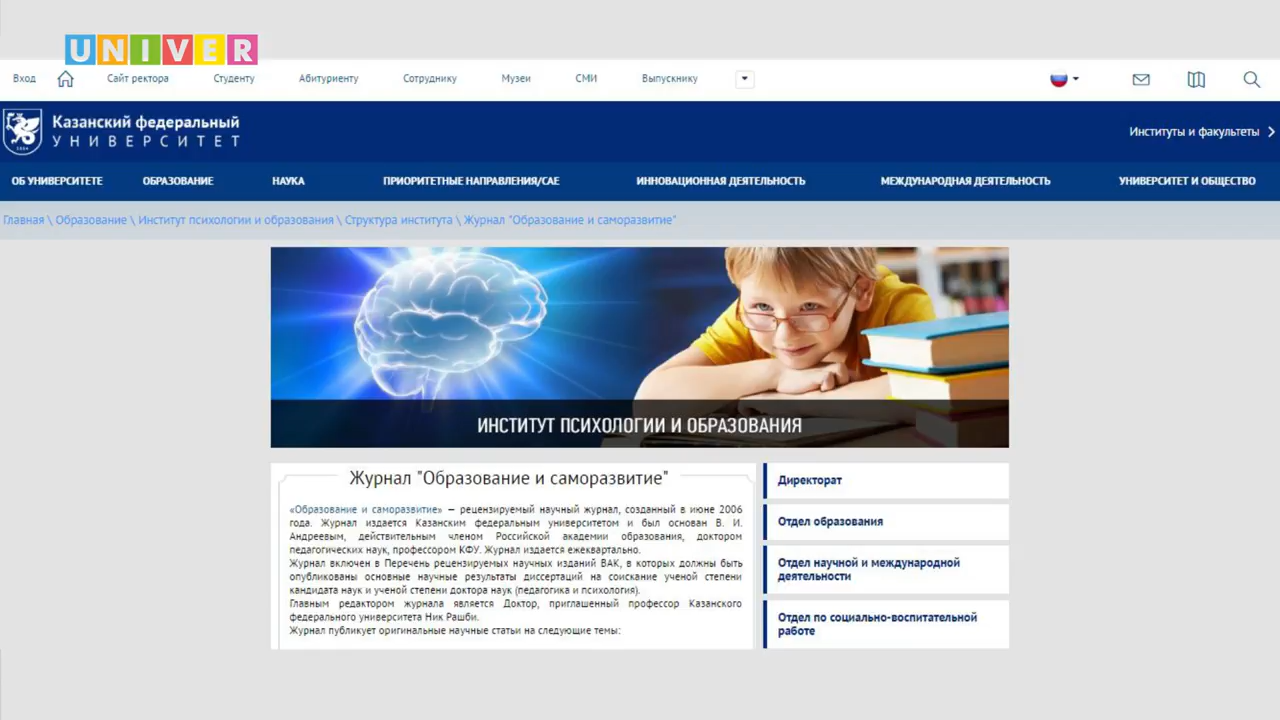 UNIVER
Вход Сайт ректора Студенту Абитуриенту Сотруднику Музеи СМИ Выпускнику
Казанский федеральный
УНИВЕРСИТЕТ
Институты и факультеты
ОБ УНИВЕРСИТЕТЕ ОБРАЗОВАНИЕ НАУКА ПРИОРИТЕТНЫЕ НАПРАВЛЕНИЯ/САЕ ИННОВАЦИОННАЯ ДЕЯТЕЛЬНОСТЬ МЕЖДУНАРОДНАЯ ДЕЯТЕЛЬНОСТЬ УНИВЕРСИТЕТ И ОБЩЕСТВО
Главная \ Образование \ Институт психологии и образования \ Структура института \ Журнал "Образование и саморазвитие"
ИНСТИТУТ ПСИХОЛОГИИ И ОБРАЗОВАНИЯ
Журнал "Образование и саморазвитие"
«Образование и саморазвитие» — рецензируемый научный журнал, созданный в июне 2006
года. Журнал издается Казанским федеральным университетом и был основан В. И.
Андреевым, действительным членом Российской академии образования, доктором
педагогических наук, профессором КФУ. Журнал издается ежеквартально.
Журнал включен в Перечень рецензируемых научных изданий ВАК, в которых должны быть
опубликованы основные научные результаты диссертаций на соискание ученой степени
кандидата наук и ученой степени доктора наук (педагогика и психология).
Главным редактором журнала является Доктор, приглашенный профессор Казанского
федерального университета Ник Рашби.
Журнал публикует оригинальные научные статьи на следующие темы:
Директорат
Отдел образования
Отдел научной и международной
деятельности
Отдел по социально-воспитательной
работе